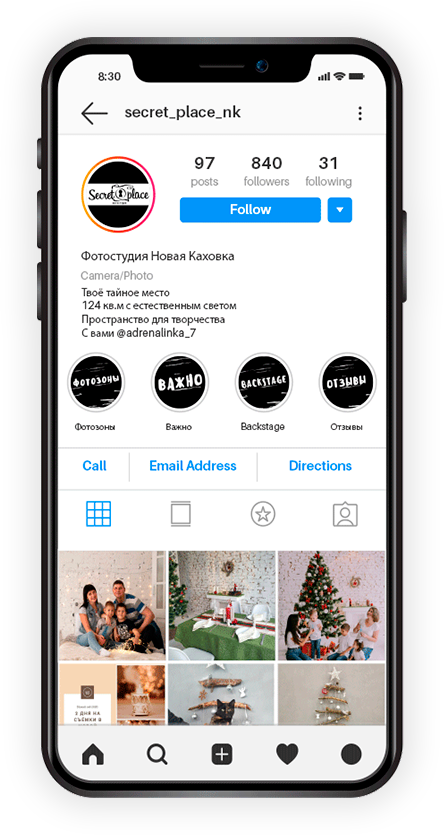 8:30
secret_place_nk
97 840 31
posts followers following
Secret place
Follow
Фотостудия Новая Каховка
Camera/Photo
Твоё тайное место
124 кв.м с естественным светом
Пространство для творчества
С вами @adrenalinka_7
ФОТОЗОНЫ ВАЖНО BACKSTAGE ОТЗЫВЫ
Фотозоны Важно Backstage Отзывы
Call Email Address Directions
3 ДНЯ НА
СЪЁМКИ В